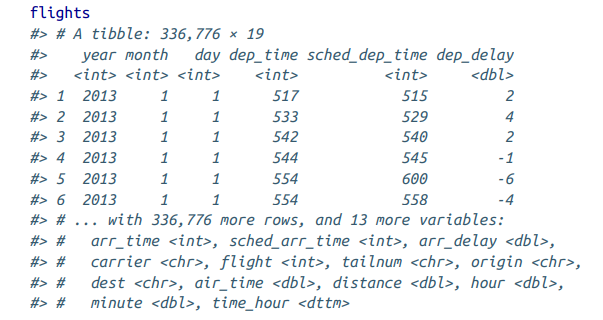 flights
#> # A tibble: 336,776 × 19
#> year month day dep_time sched_dep_time dep_delay
#> <int> <int> <int> <int> <int> <dbl>
#> 1 2013 1 1 517 515 2
#> 2 2013 1 1 533 529 4
#> 3 2013 1 1 542 540 2
#> 4 2013 1 1 544 545 -1
#> 5 2013 1 1 554 600 -6
#> 6 2013 1 1 554 558 -4
#> # ... with 336,776 more rows, and 13 more variables:
#> # arr_time <int>, sched_arr_time <int>, arr_delay <dbl>,
#> # carrier <chr>, flight <int>, tailnum <chr>, origin <chr>,
#> # dest <chr>, air_time <dbl>, distance <dbl>, hour <dbl>,
#> # minute <dbl>, time_hour <dttm>